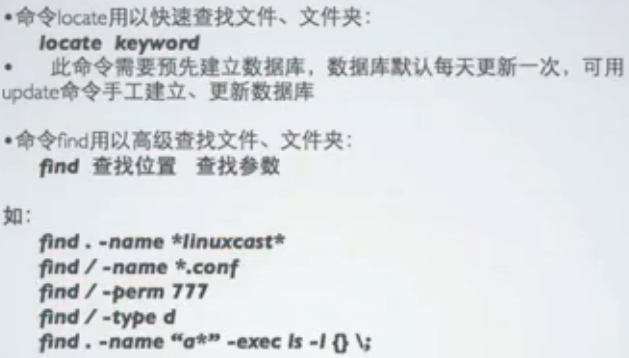 •命令locate用以快速查找文件、文件夹：
locate keyword
• 此命令需要预先建立数据库，数据库默认每天更新一次，可用
update命令手工建立、更新数据库
•命令find用以高级查找文件、文件夹：
find 查找位置 查找参数
如：
find . -name *linuxcast*
find / -name *.conf
find / -perm 777
find / -type d
find . -name “a*” -exec ls -l {} \;